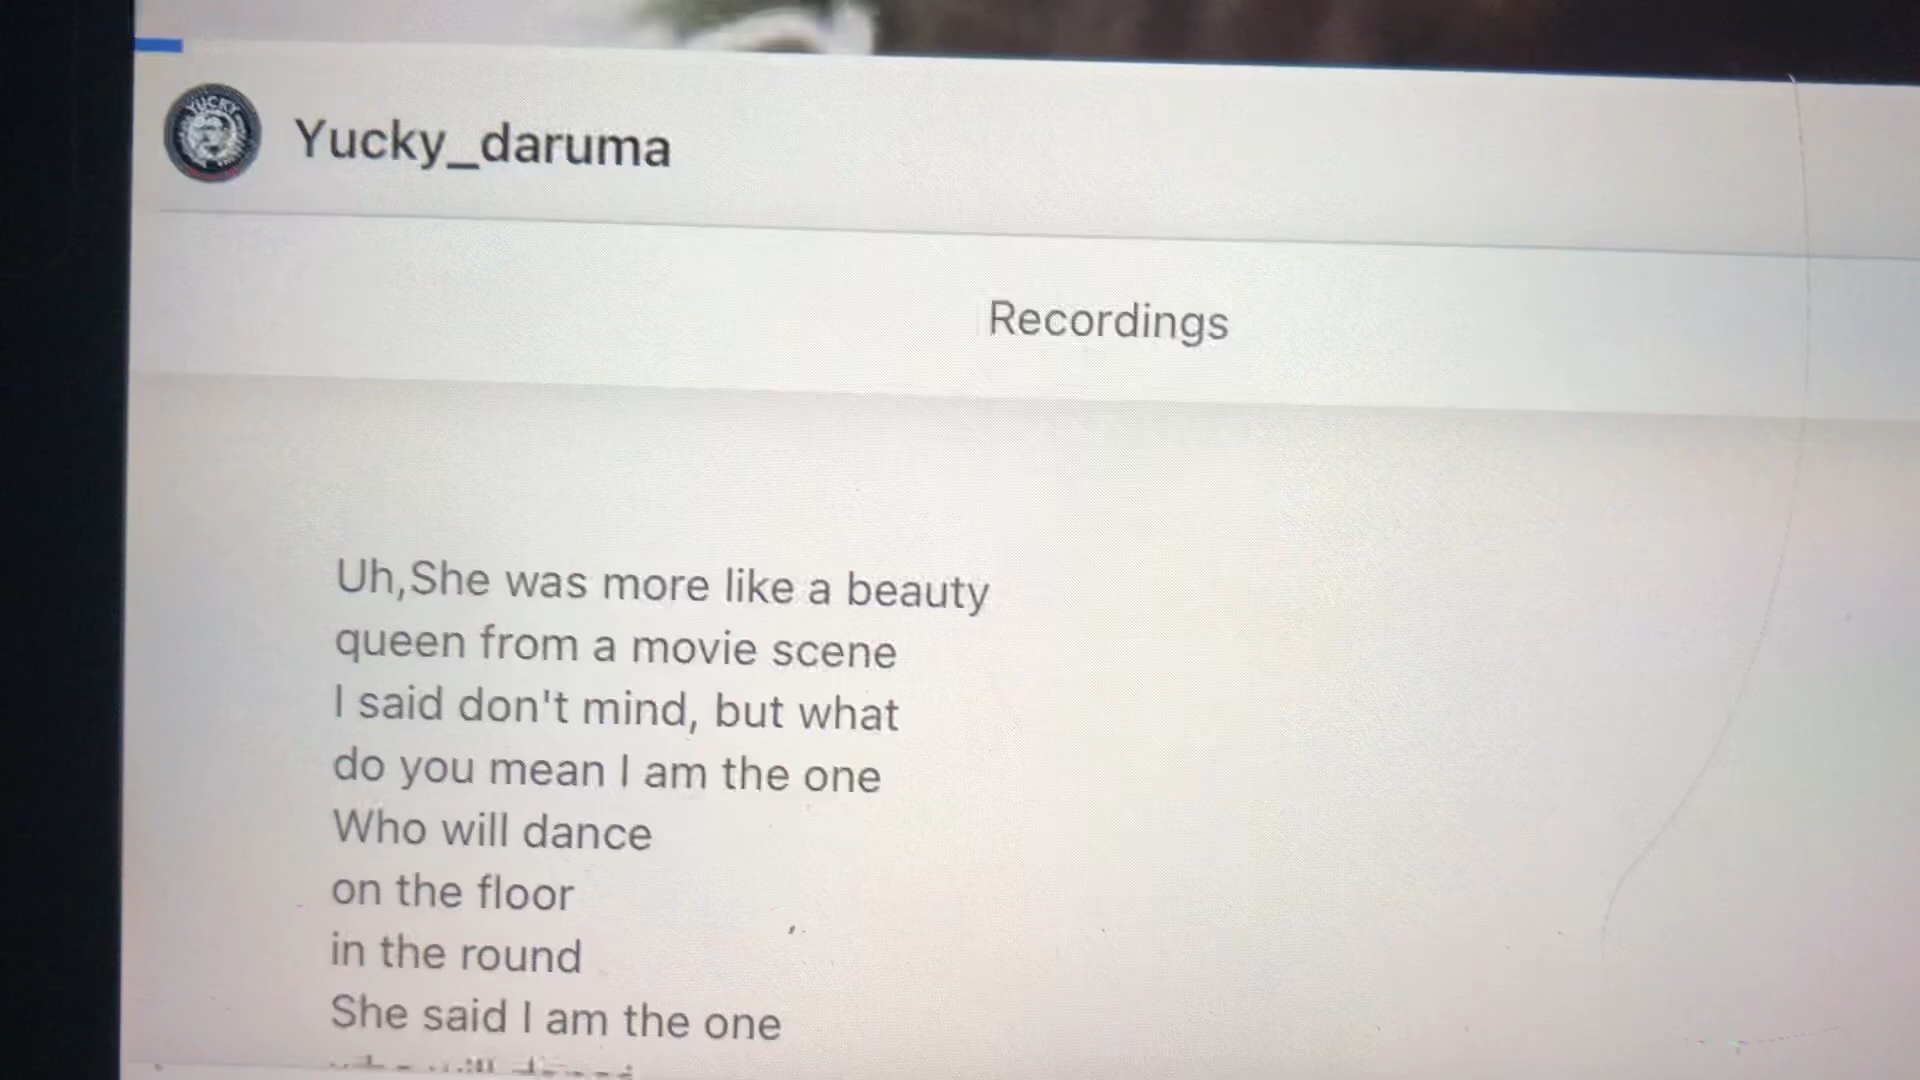 YUCKY
Yucky_daruma
Recordings
Uh,She was more like a beauty
queen from a movie scene
I said don't mind, but what
do you mean I am the one
Who will dance
on the floor
in the round
She said I am the one